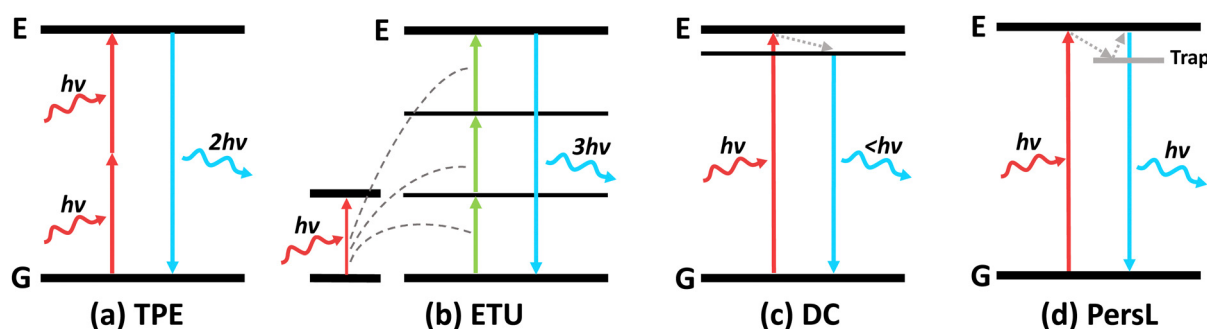 E
hv
hv
2hv
G
(a) TPE
E
hv
3hv
(b) ETU
E
hv
<hv
G
(c) DC
E
Trap
hv
hv
G
(d) PersL